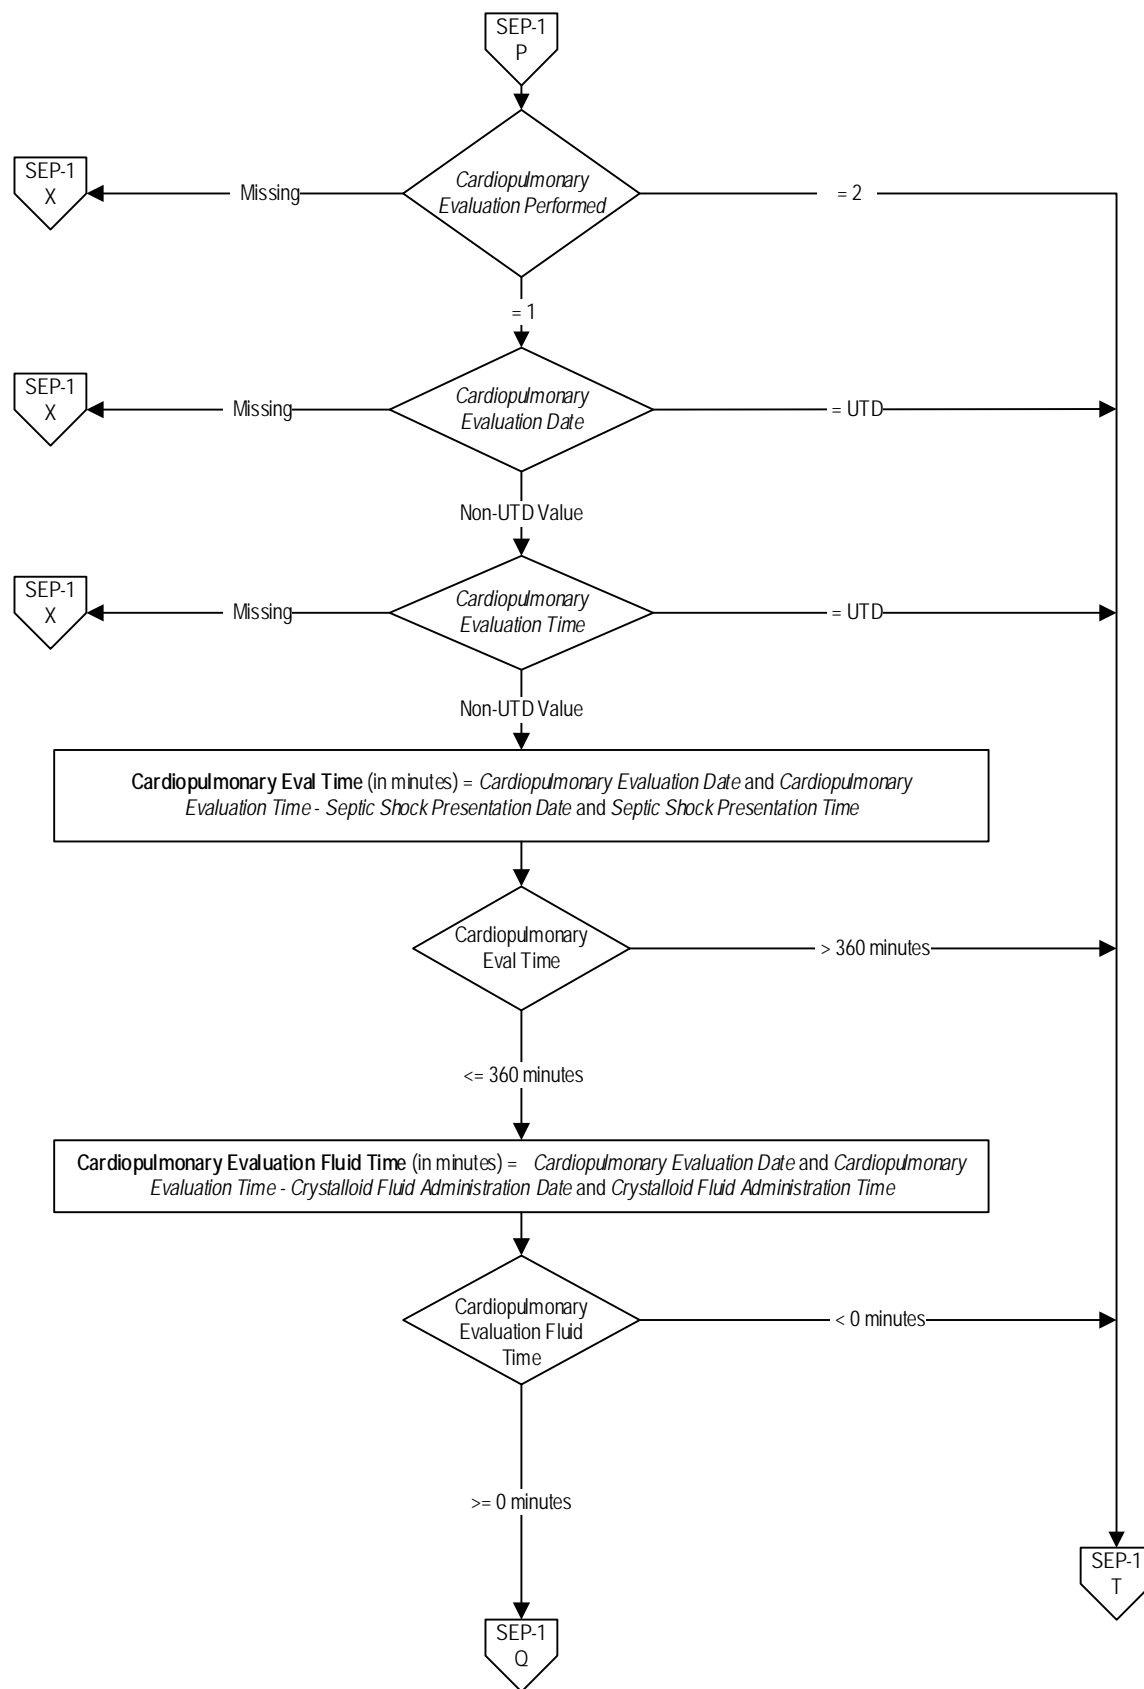 SEP-1
P
Cardiopulmonary
Evaluation Performed
SEP-1
X
Missing
= 2
= 1
Cardiopulmonary
Evaluation Date
SEP-1
X
Missing
= UTD
Non-UTD Value
Cardiopulmonary
Evaluation Time
SEP-1
X
Missing
= UTD
Non-UTD Value
Cardiopulmonary Eval Time (in minutes) = Cardiopulmonary Evaluation Date and Cardiopulmonary
Evaluation Time - Septic Shock Presentation Date and Septic Shock Presentation Time
Cardiopulmonary
Eval Time
> 360 minutes
<= 360 minutes
Cardiopulmonary Evaluation Fluid Time (in minutes) = Cardiopulmonary Evaluation Date and Cardiopulmonary
Evaluation Time - Crystalloid Fluid Administration Date and Crystalloid Fluid Administration Time
Cardiopulmonary
Evaluation Fluid
Time
< 0 minutes
>= 0 minutes
SEP-1
T
SEP-1
Q